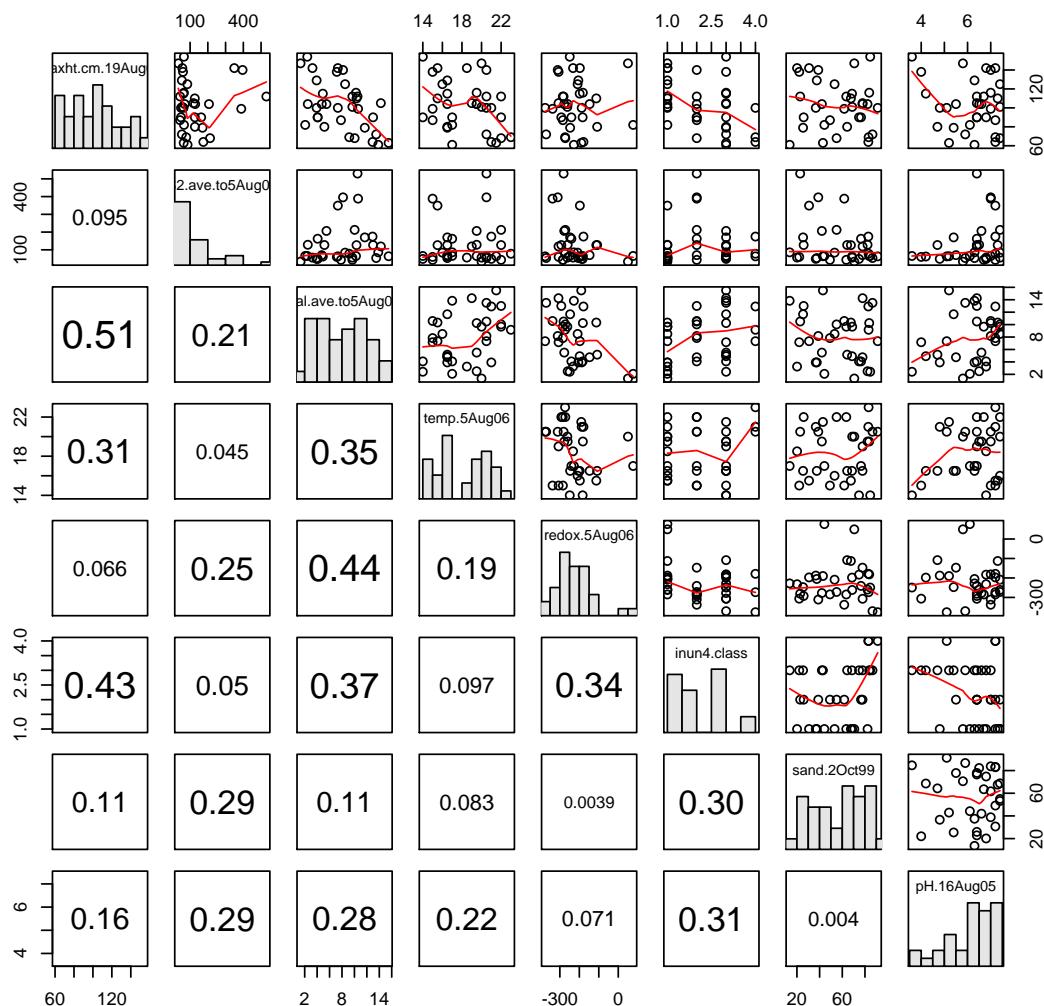 100 400 14 18 22 1.0 2.5 4.0 4 6
axht.cm.19Aug 60 120
100 400 0.095 2.ave.to5Aug0
0.51 0.21 al.ave.to5Aug0 2 8 14
14 18 22 0.31 0.045 0.35 temp.5Aug06
0.066 0.25 0.44 0.19 redox.5Aug06 -300 0
1.0 2.5 4.0 0.43 0.05 0.37 0.097 0.34 inun4.class
0.11 0.29 0.11 0.083 0.0039 0.30 sand.2Oct99 20 60
4 6 0.16 0.29 0.28 0.22 0.071 0.31 0.004 pH.16Aug05
60 120 2 8 14 -300 0 20 60